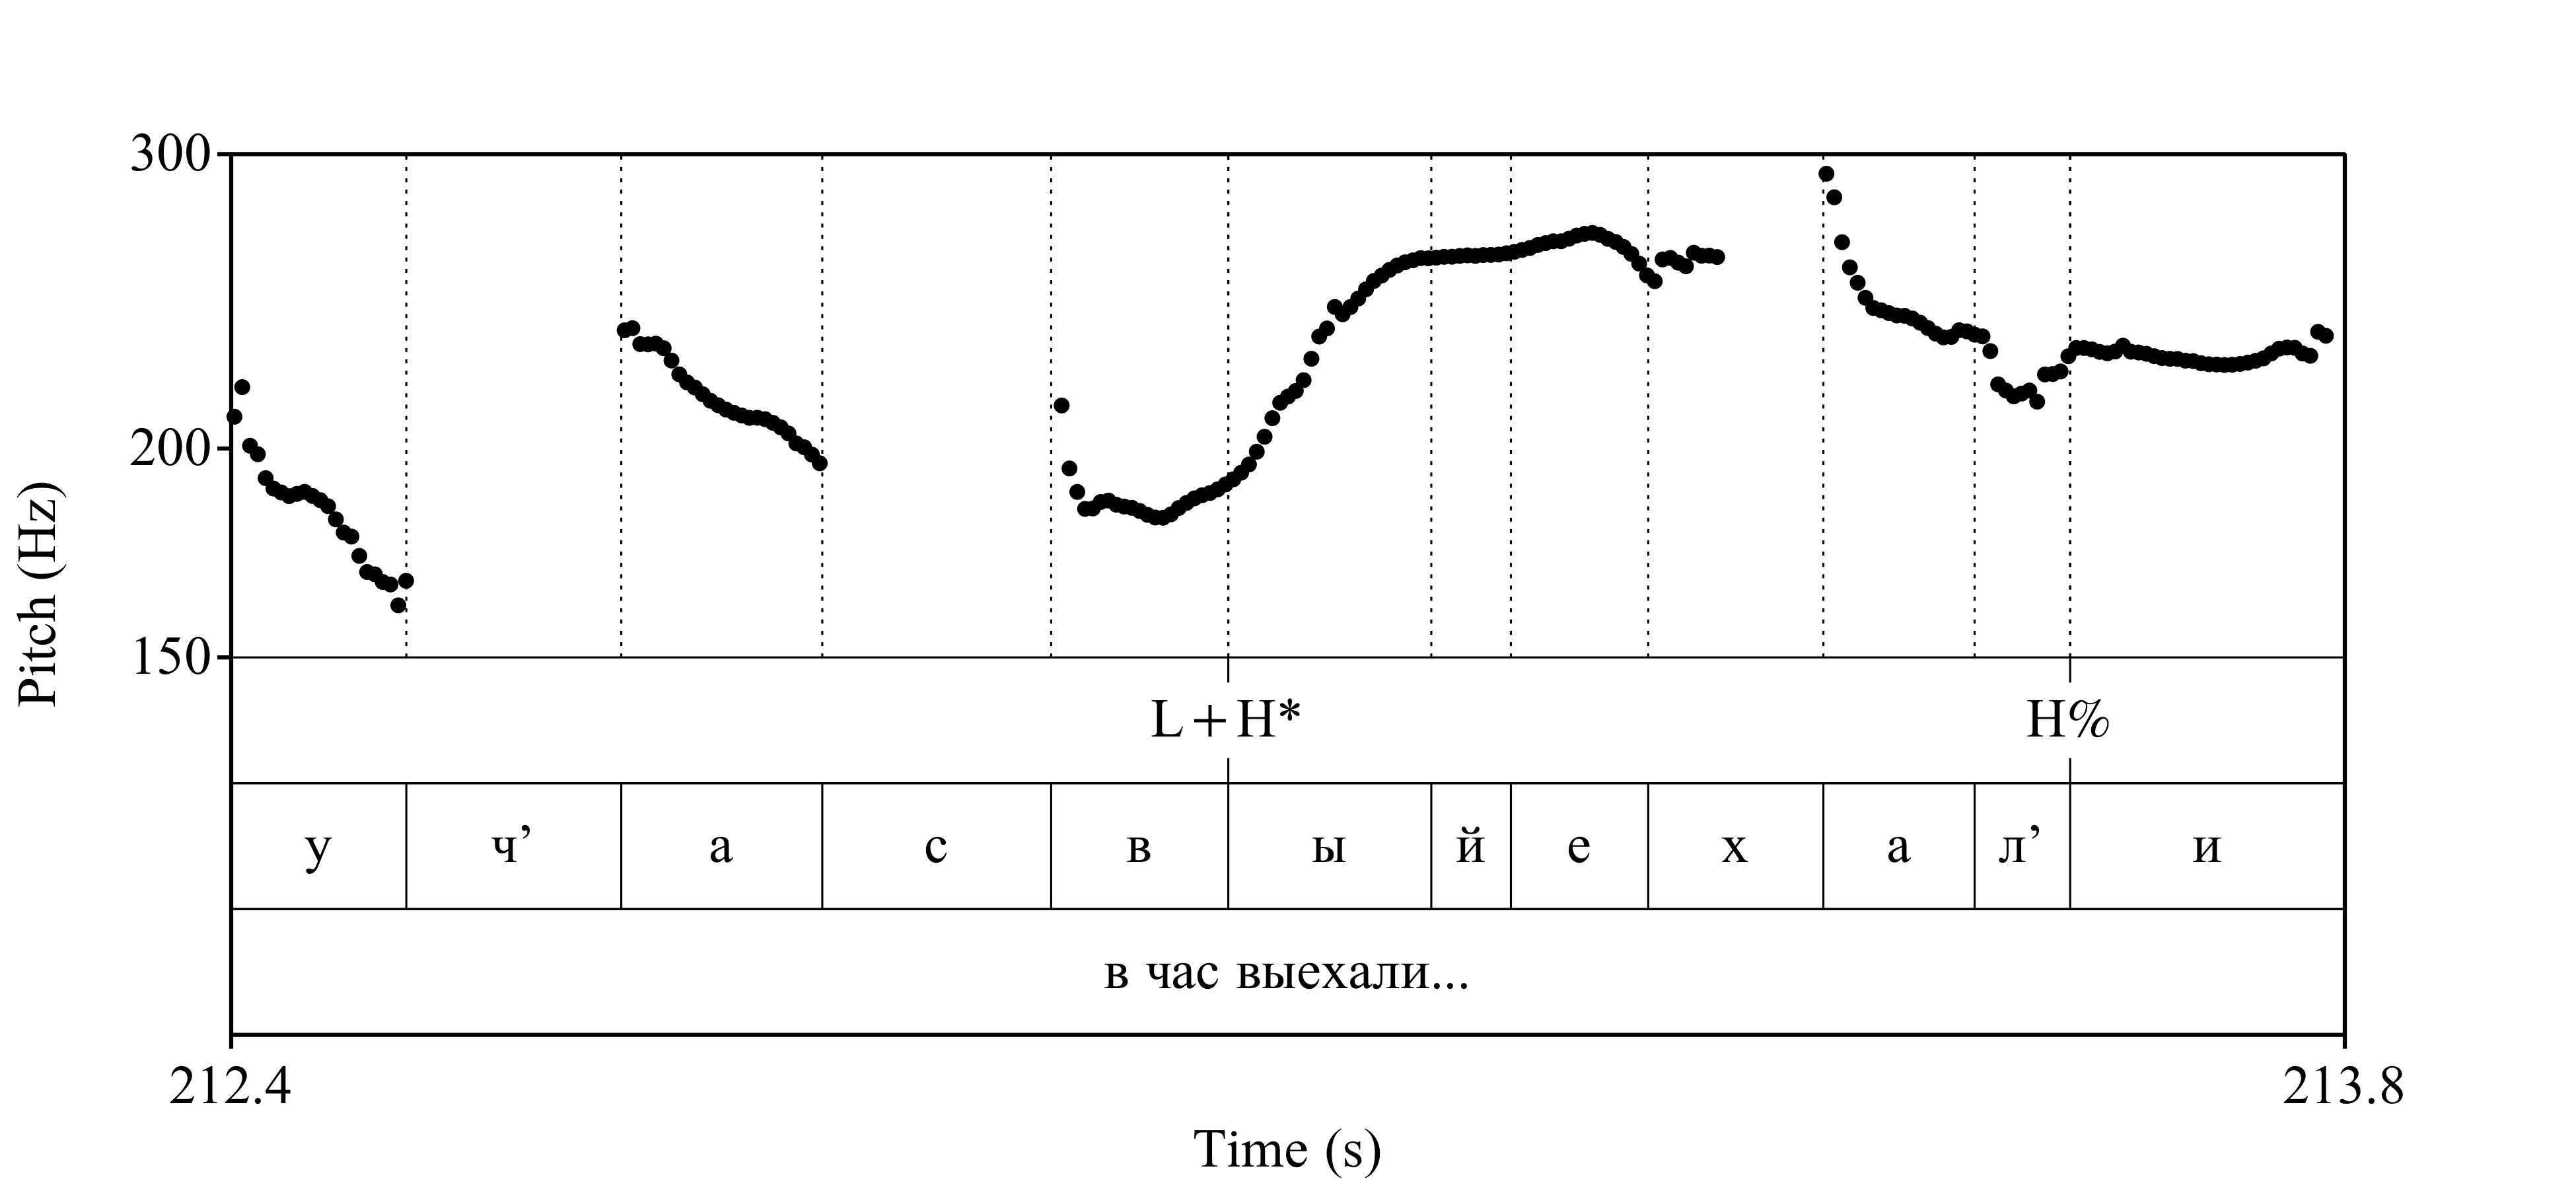 300
200
150
Pitch (Hz)
L+H* H%
у ч’ а с в ы й е х а л’ и
в час выехали...
212.4 213.8
Time (s)